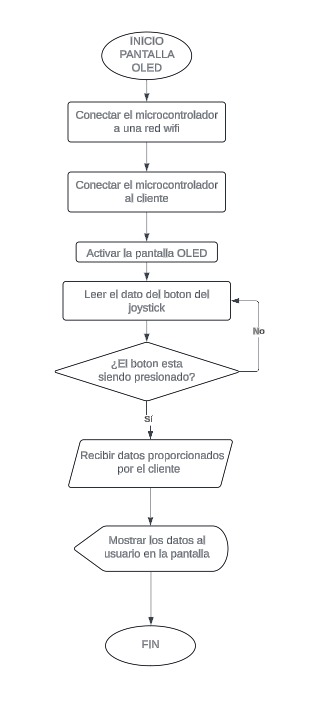 INICIO
PANTALLA
OLED
Conectar el microcontrolador
a una red wifi
Conectar el microcontrolador
al cliente
Activar la pantalla OLED
Leer el dato del boton del
joystick
No
¿El boton esta
siendo presionado?
Sí
Recibir datos proporcionados
por el cliente
Mostrar los datos al
usuario en la pantalla
FIN